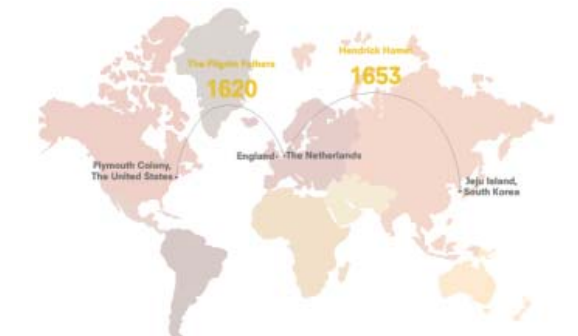 The Pilgrim Fathers
1620
Hendrick Hamel
1653
England
The Netherlands
Plymouth Colony,
The United States
Jeju Island,
South Korea